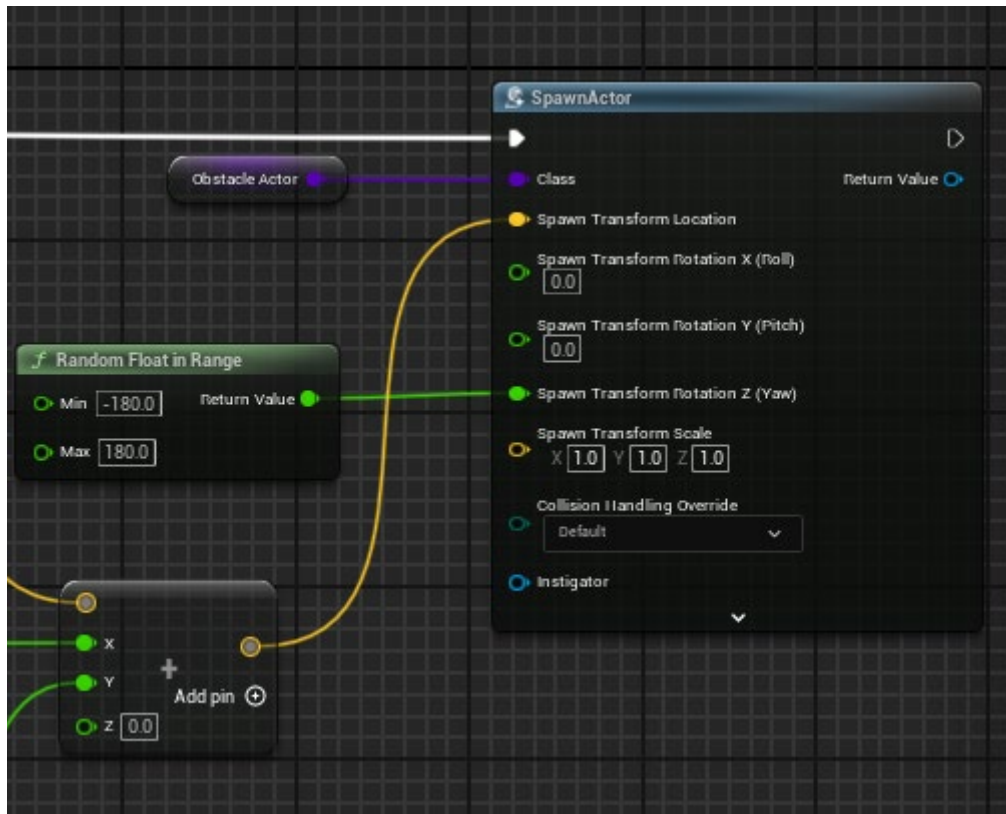 SpawnActor
Obstacle Actor
Class
Return Value
Spawn Transform Location
Spawn Transform Rotation X (Roll)
0.0
Spawn Transform Rotation Y (Pitch)
0.0
f Random Float in Range
Min -180.0
Return Value
Max 180.0
Spawn Transform Rotation Z (Yaw)
Spawn Transform Scale
X 1.0 Y 1.0 Z 1.0
Collision Handling Override
Default
Instigator
X
+
Y
Add pin
Z 0.0